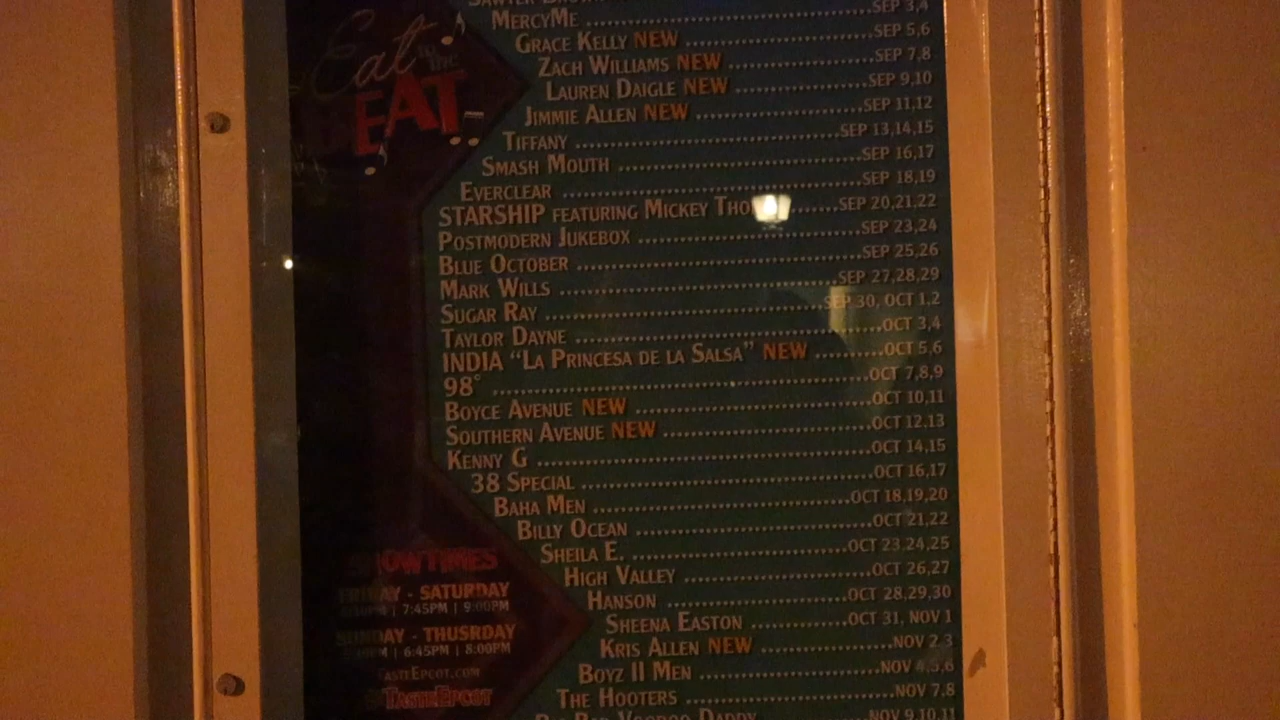 Eat to the BEAT
MERCYME ........ SEP 3,4
GRACE KELLY NEW ........ SEP 5,6
ZACH WILLIAMS NEW ........ SEP 7,8
LAUREN DAIGLE NEW ........ SEP 9,10
JIMMIE ALLEN NEW ........ SEP 11,12
TIFFANY ........ SEP 13,14,15
SMASH MOUTH ........ SEP 16,17
EVERCLEAR ........ SEP 18,19
STARSHIP FEATURING MICKEY THO ........ SEP 20,21,22
POSTMODERN JUKEBOX ........ SEP 23,24
BLUE OCTOBER ........ SEP 25,26
MARK WILLS ........ SEP 27,28,29
SUGAR RAY ........ SEP 30, OCT 1,2
TAYLOR DAYNE ........ OCT 3,4
INDIA "LA PRINCESA DE LA SALSA" NEW ........ OCT 5,6
98° ........ OCT 7,8,9
BOYCE AVENUE NEW ........ OCT 10,11
SOUTHERN AVENUE NEW ........ OCT 12,13
KENNY G ........ OCT 14,15
38 SPECIAL ........ OCT 16,17
BAHA MEN ........ OCT 18,19,20
BILLY OCEAN ........ OCT 21,22
SHEILA E. ........ OCT 23,24,25
HIGH VALLEY ........ OCT 26,27
HANSON ........ OCT 28,29,30
SHEENA EASTON ........ OCT 31, NOV 1
KRIS ALLEN NEW ........ NOV 2,3
BOYZ II MEN ........ NOV 4,5,6
THE HOOTERS ........ NOV 7,8
BIG BAD VOODOO DADDY ........ NOV 9,10,11
SHOWTIMES
FRIDAY - SATURDAY
| 7:45PM | 9:00PM
SUNDAY - THUSRDAY
| 6:45PM | 8:00PM
TASTEEPCOT.COM
#TASTEEPCOT